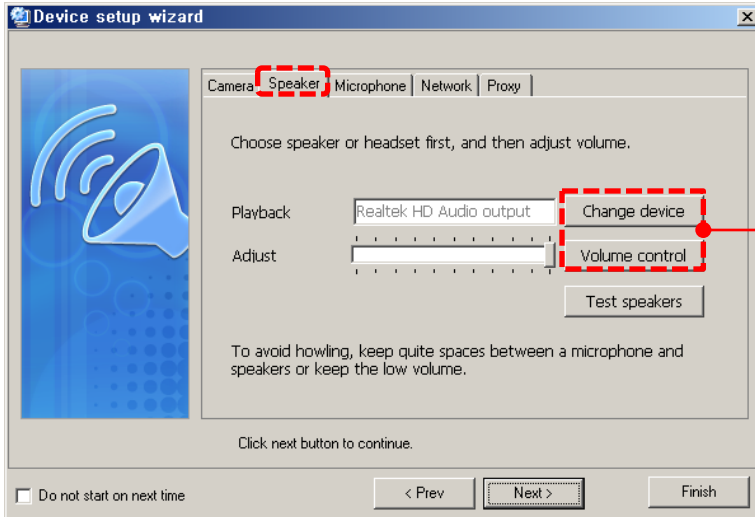 Device setup wizard
Camera Speaker Microphone Network Proxy
Choose speaker or headset first, and then adjust volume.
Playback Realtek HD Audio output Change device
Adjust Volume control
Test speakers
To avoid howling, keep quite spaces between a microphone and
speakers or keep the low volume.
Click next button to continue.
Do not start on next time < Prev Next > Finish